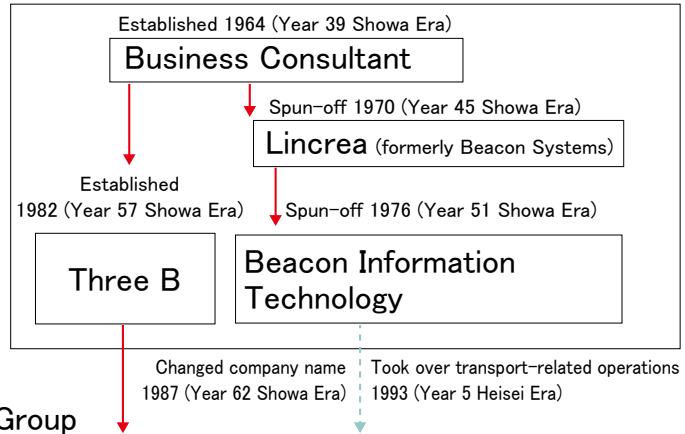 Established 1964 (Year 39 Showa Era)
Business Consultant
Spun-off 1970 (Year 45 Showa Era)
Lincrea (formerly Beacon Systems)
Established
1982 (Year 57 Showa Era)
Spun-off 1976 (Year 51 Showa Era)
Three B
Beacon Information
Technology
Changed company name
1987 (Year 62 Showa Era)
Took over transport-related operations
1993 (Year 5 Heisei Era)
Group